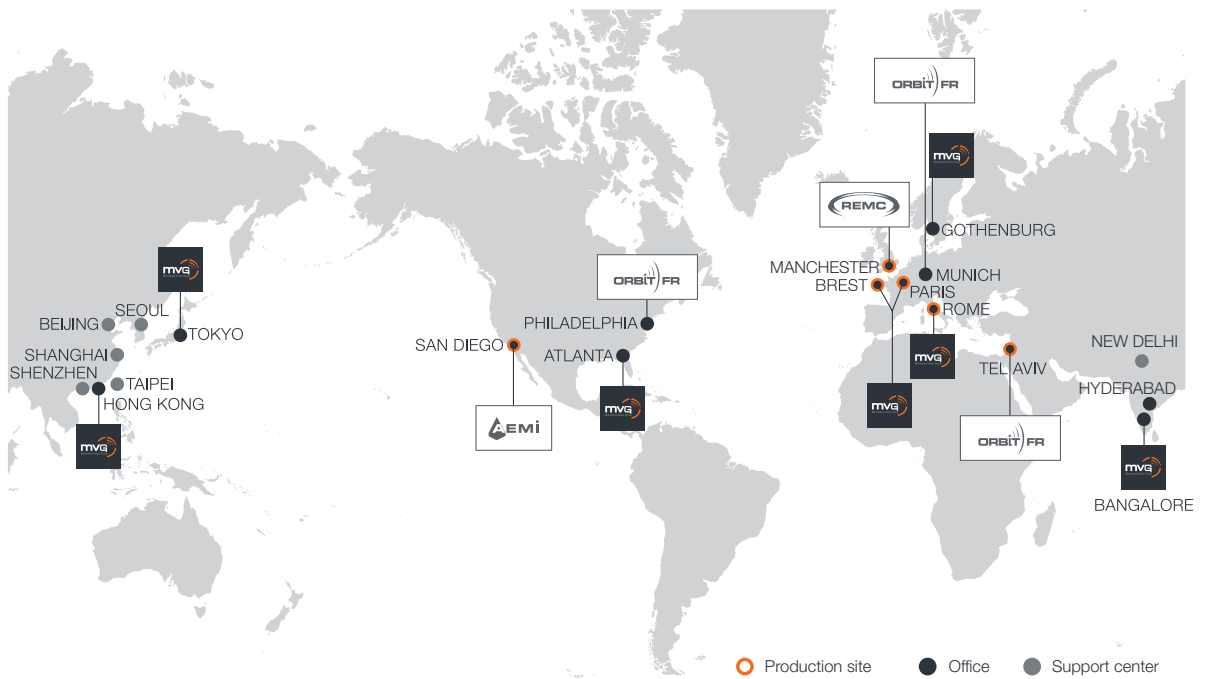 ORBIT/FR
mvg
REMC
GOTHENBURG
mvg
ORBIT/FR
MANCHESTER
MUNICH
BREST
PARIS
SEOUL
BEIJING
ROME
PHILADELPHIA
TOKYO
SAN DIEGO
NEW DELHI
SHANGHAI
ATLANTA
TEL AVIV
SHENZHEN
TAIPEI
HYDERABAD
HONG KONG
mvg
mvg
mvg
AEMI
ORBIT/FR
mvg
mvg
BANGALORE
Production site
Office
Support center